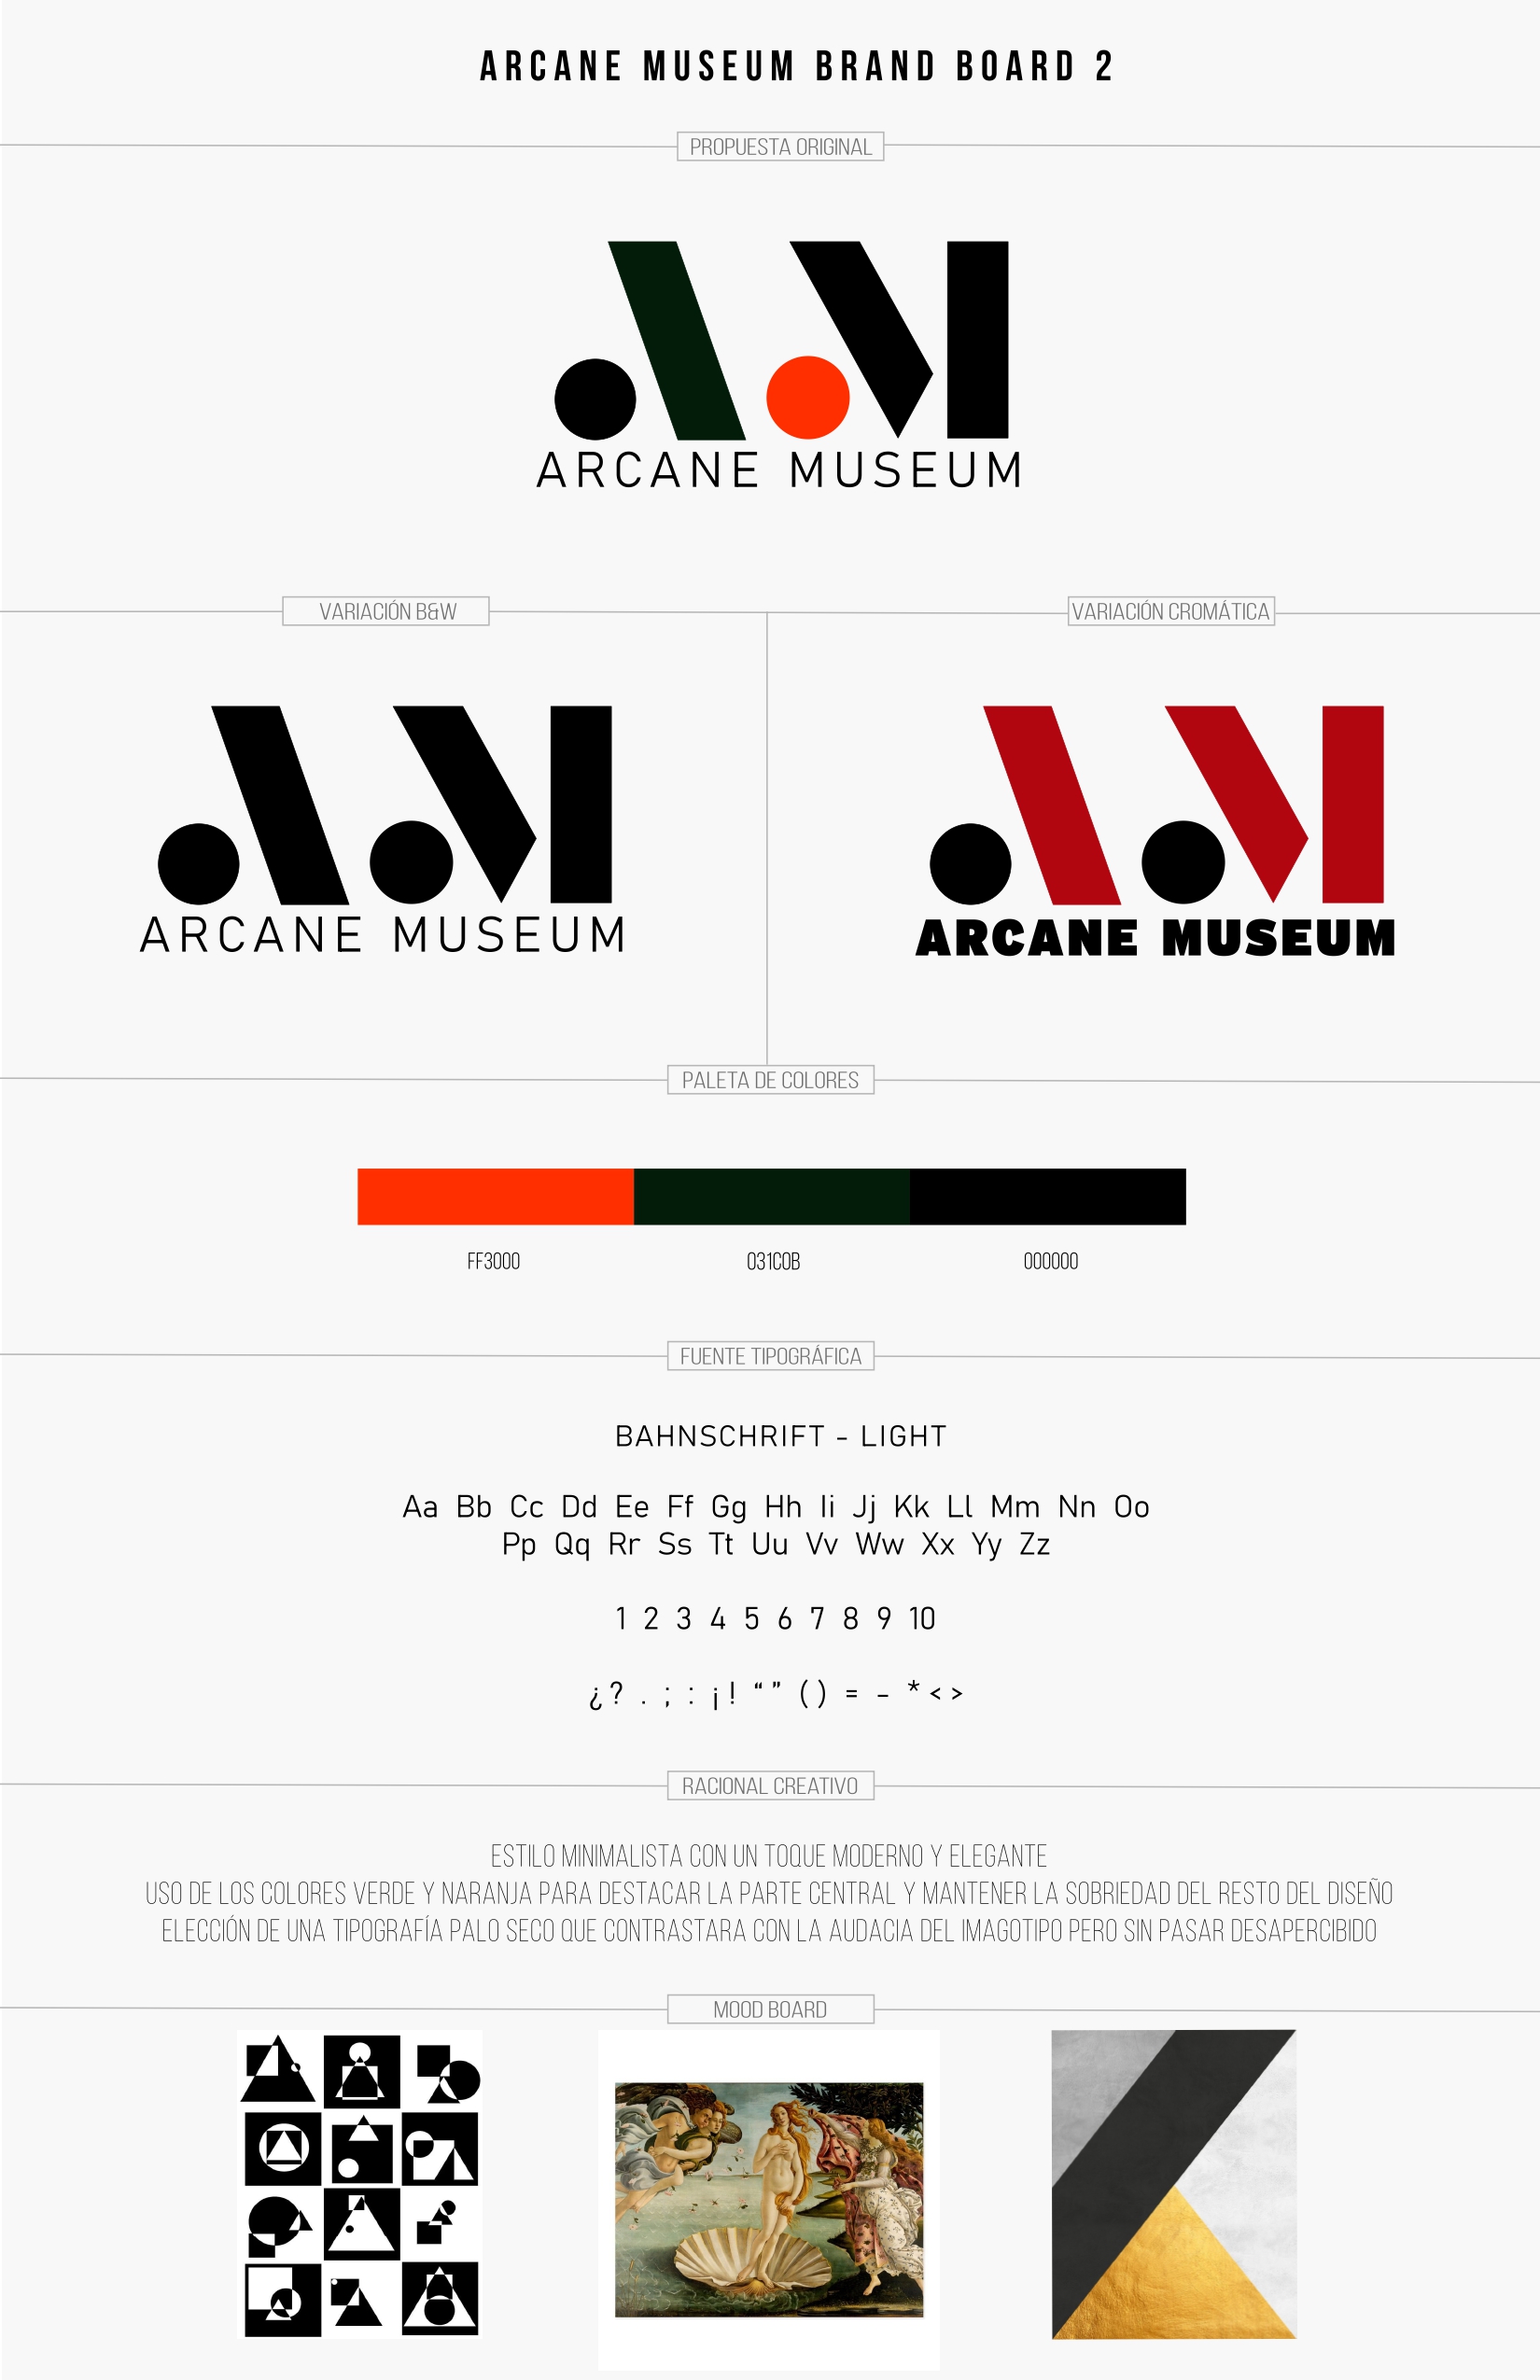 ARCANE MUSEUM BRAND BOARD 2
PROPUESTA ORIGINAL
ARCANE MUSEUM
VARIACIÓN B&W
VARIACIÓN CROMÁTICA
ARCANE MUSEUM
ARCANE MUSEUM
PALETA DE COLORES
FF3000
031C0B
000000
FUENTE TIPOGRÁFICA
BAHNSCHRIFT - LIGHT
Aa Bb Cc Dd Ee Ff Gg Hh Ii Jj Kk Ll Mm Nn Oo
Pp Qq Rr Ss Tt Uu Vv Ww Xx Yy Zz
1 2 3 4 5 6 7 8 9 10
¿? . ; : ¡! “” () = - * < >
RACIONAL CREATIVO
ESTILO MINIMALISTA CON UN TOQUE MODERNO Y ELEGANTE
USO DE LOS COLORES VERDE Y NARANJA PARA DESTACAR LA PARTE CENTRAL Y MANTENER LA SOBRIEDAD DEL RESTO DEL DISEÑO
ELECCIÓN DE UNA TIPOGRAFÍA PALO SECO QUE CONTRASTARA CON LA AUDACIA DEL IMAGOTIPO PERO SIN PASAR DESAPERCIBIDO
MOOD BOARD